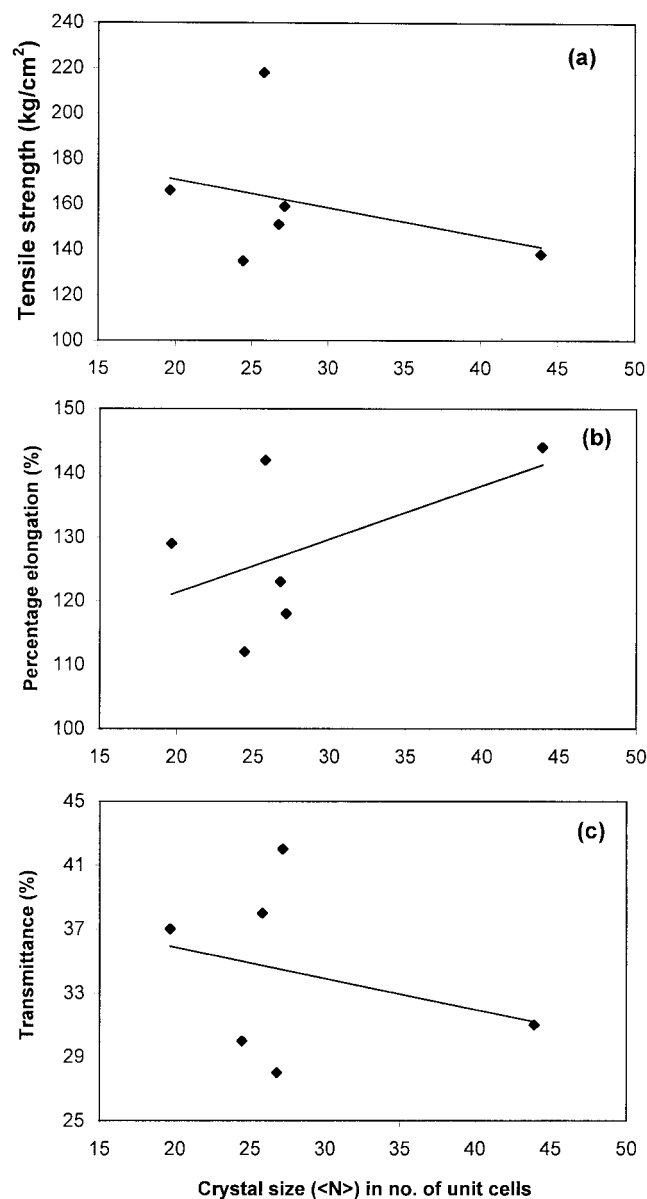 (a)
Tensile strength (kg/cm²)
240
220
200
180
160
140
120
100
15 20 25 30 35 40 45 50
(b)
Percentage elongation (%)
150
140
130
120
110
100
15 20 25 30 35 40 45 50
(c)
Transmittance (%)
45
41
37
33
29
25
15 20 25 30 35 40 45 50
Crystal size (<N>) in no. of unit cells